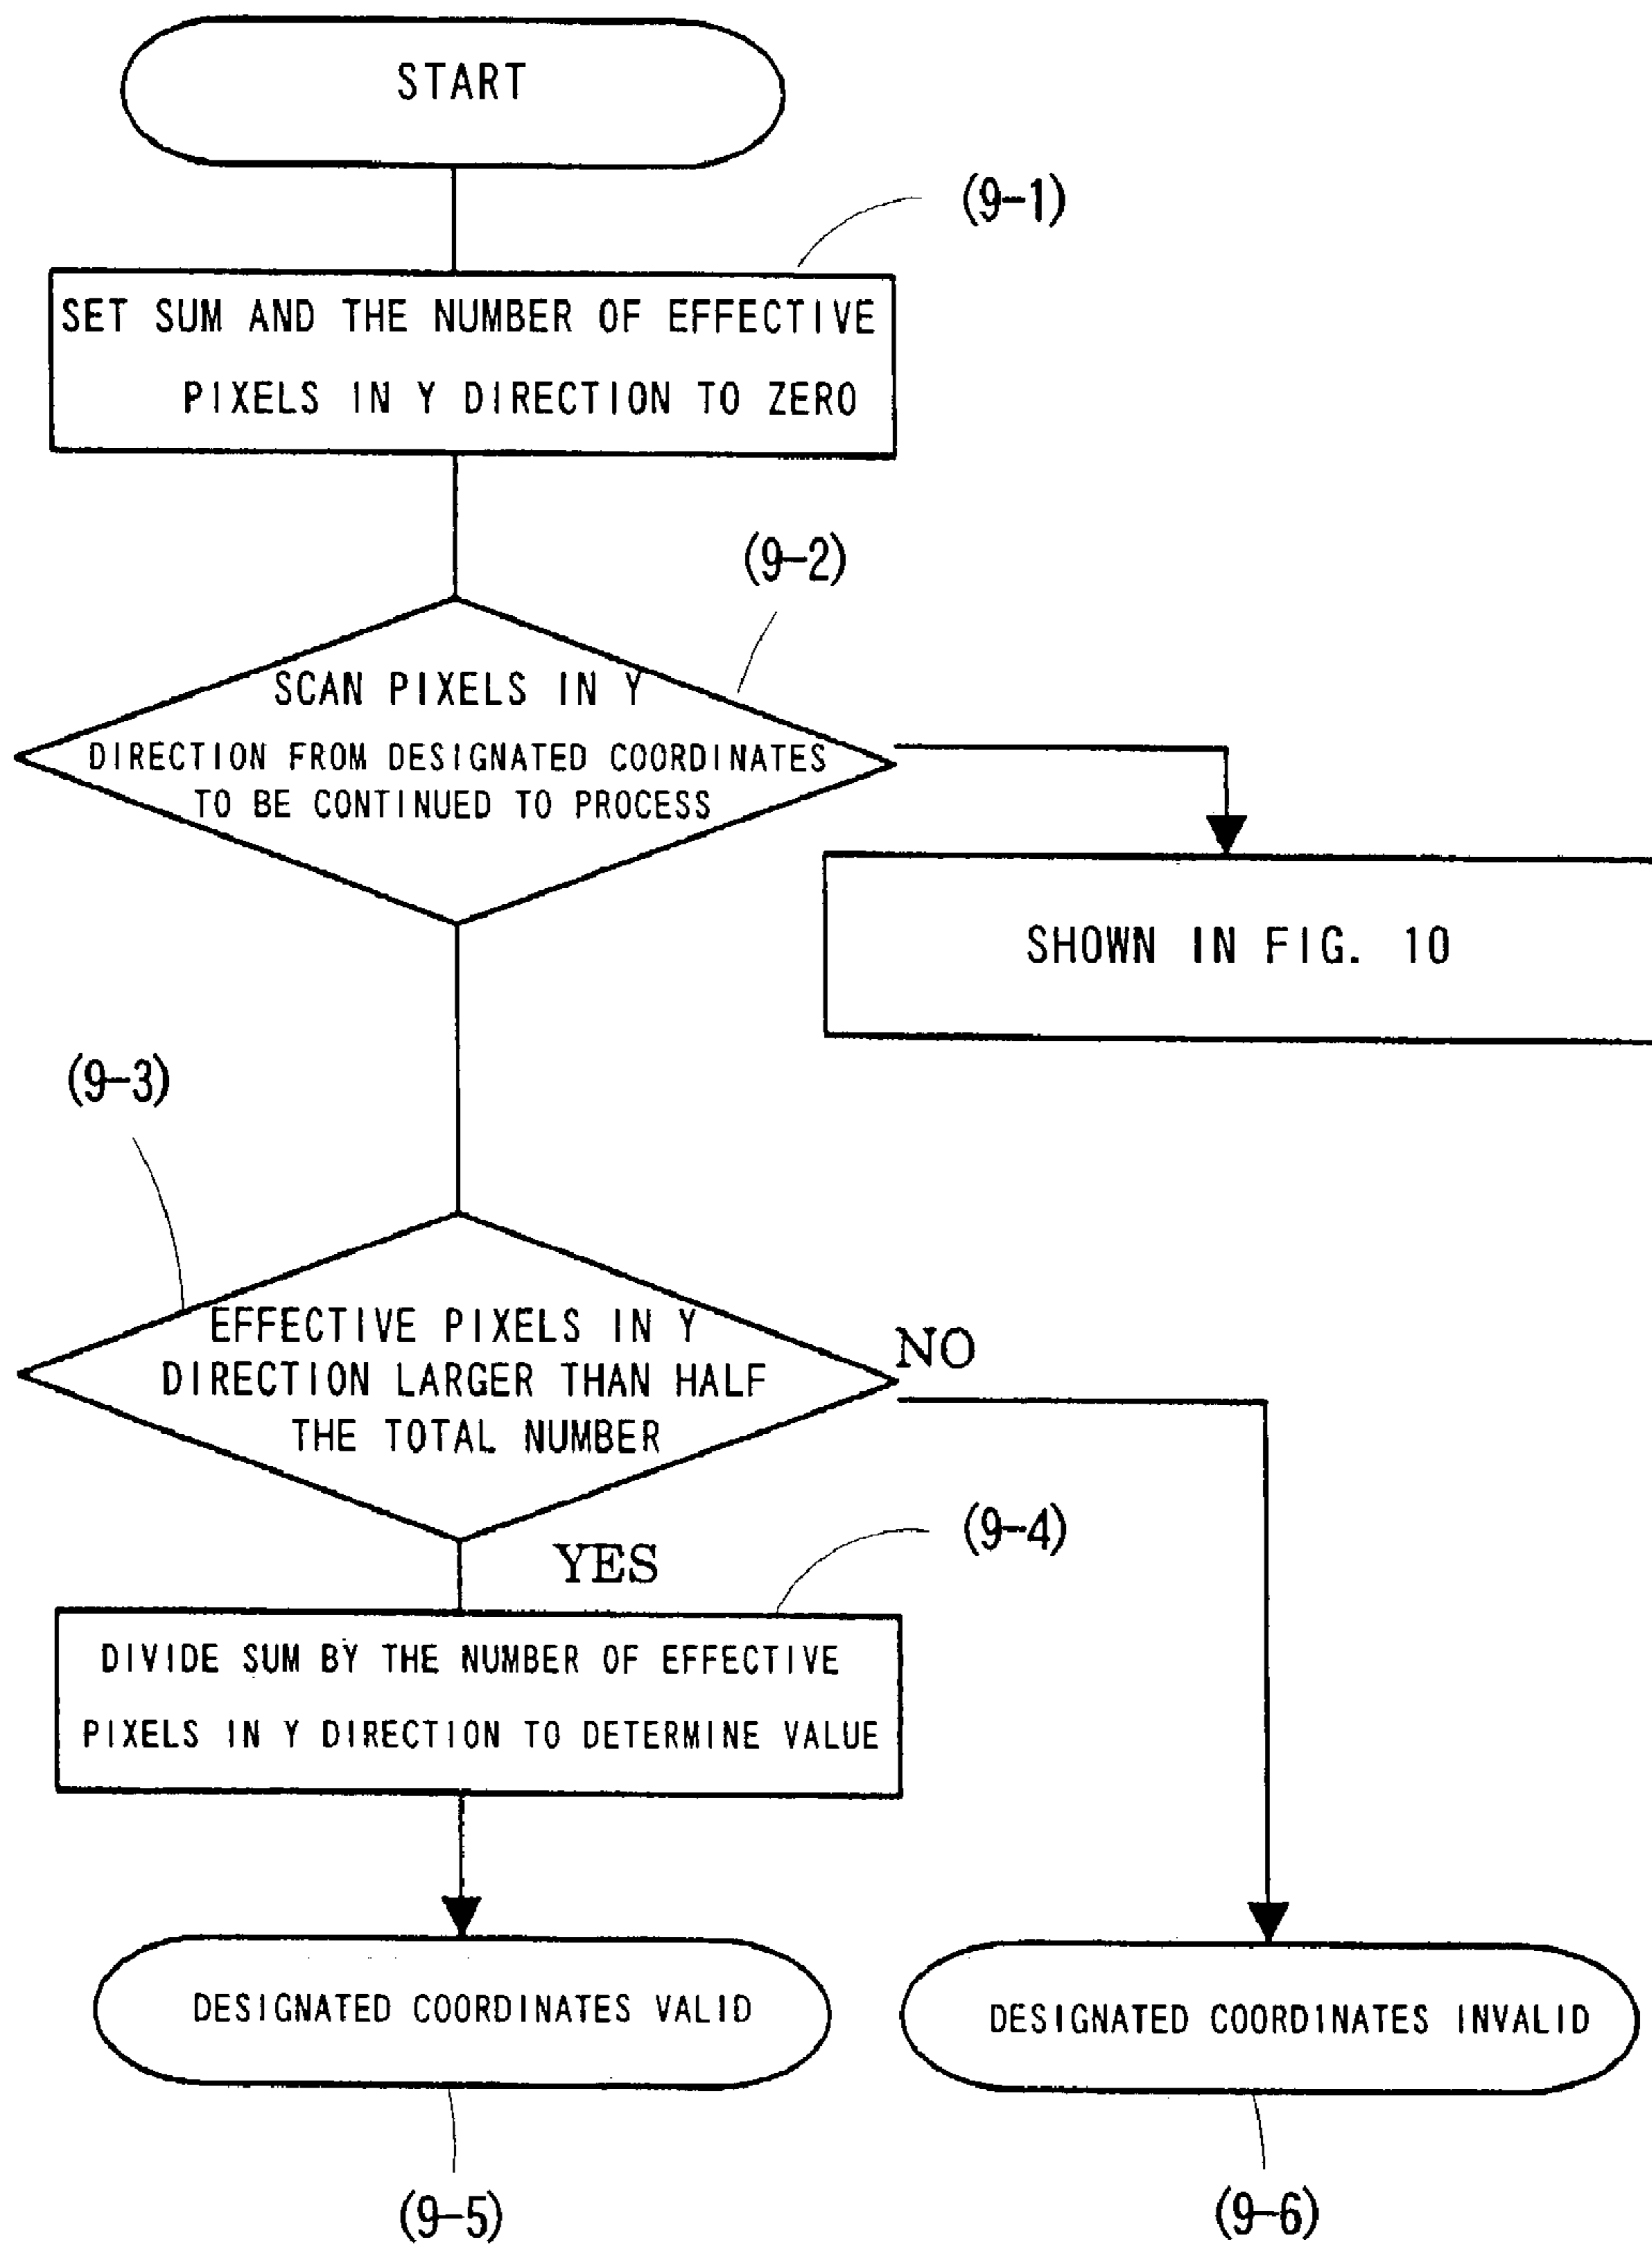 START
(9-1)
SET SUM AND THE NUMBER OF EFFECTIVE
PIXELS IN Y DIRECTION TO ZERO
(9-2)
SCAN PIXELS IN Y
DIRECTION FROM DESIGNATED COORDINATES
TO BE CONTINUED TO PROCESS
SHOWN IN FIG. 10
(9-3)
EFFECTIVE PIXELS IN Y
DIRECTION LARGER THAN HALF
THE TOTAL NUMBER
NO
YES
(9-4)
DIVIDE SUM BY THE NUMBER OF EFFECTIVE
PIXELS IN Y DIRECTION TO DETERMINE VALUE
DESIGNATED COORDINATES VALID
DESIGNATED COORDINATES INVALID
(9-5)
(9-6)